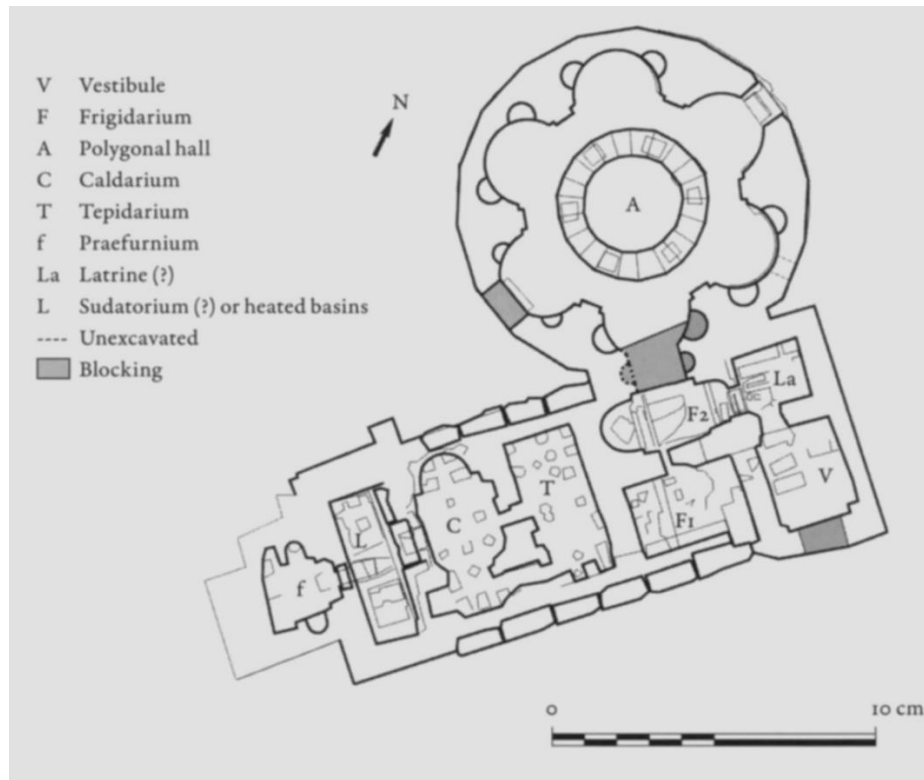 V Vestibule
F Frigidarium
A Polygonal hall
C Caldarium
T Tepidarium
f Praefurnium
La Latrine (?)
L Sudatorium (?) or heated basins
---- Unexcavated
Blocking
N
A
La
F2
V
T
F1
C
L
f
0 10 cm